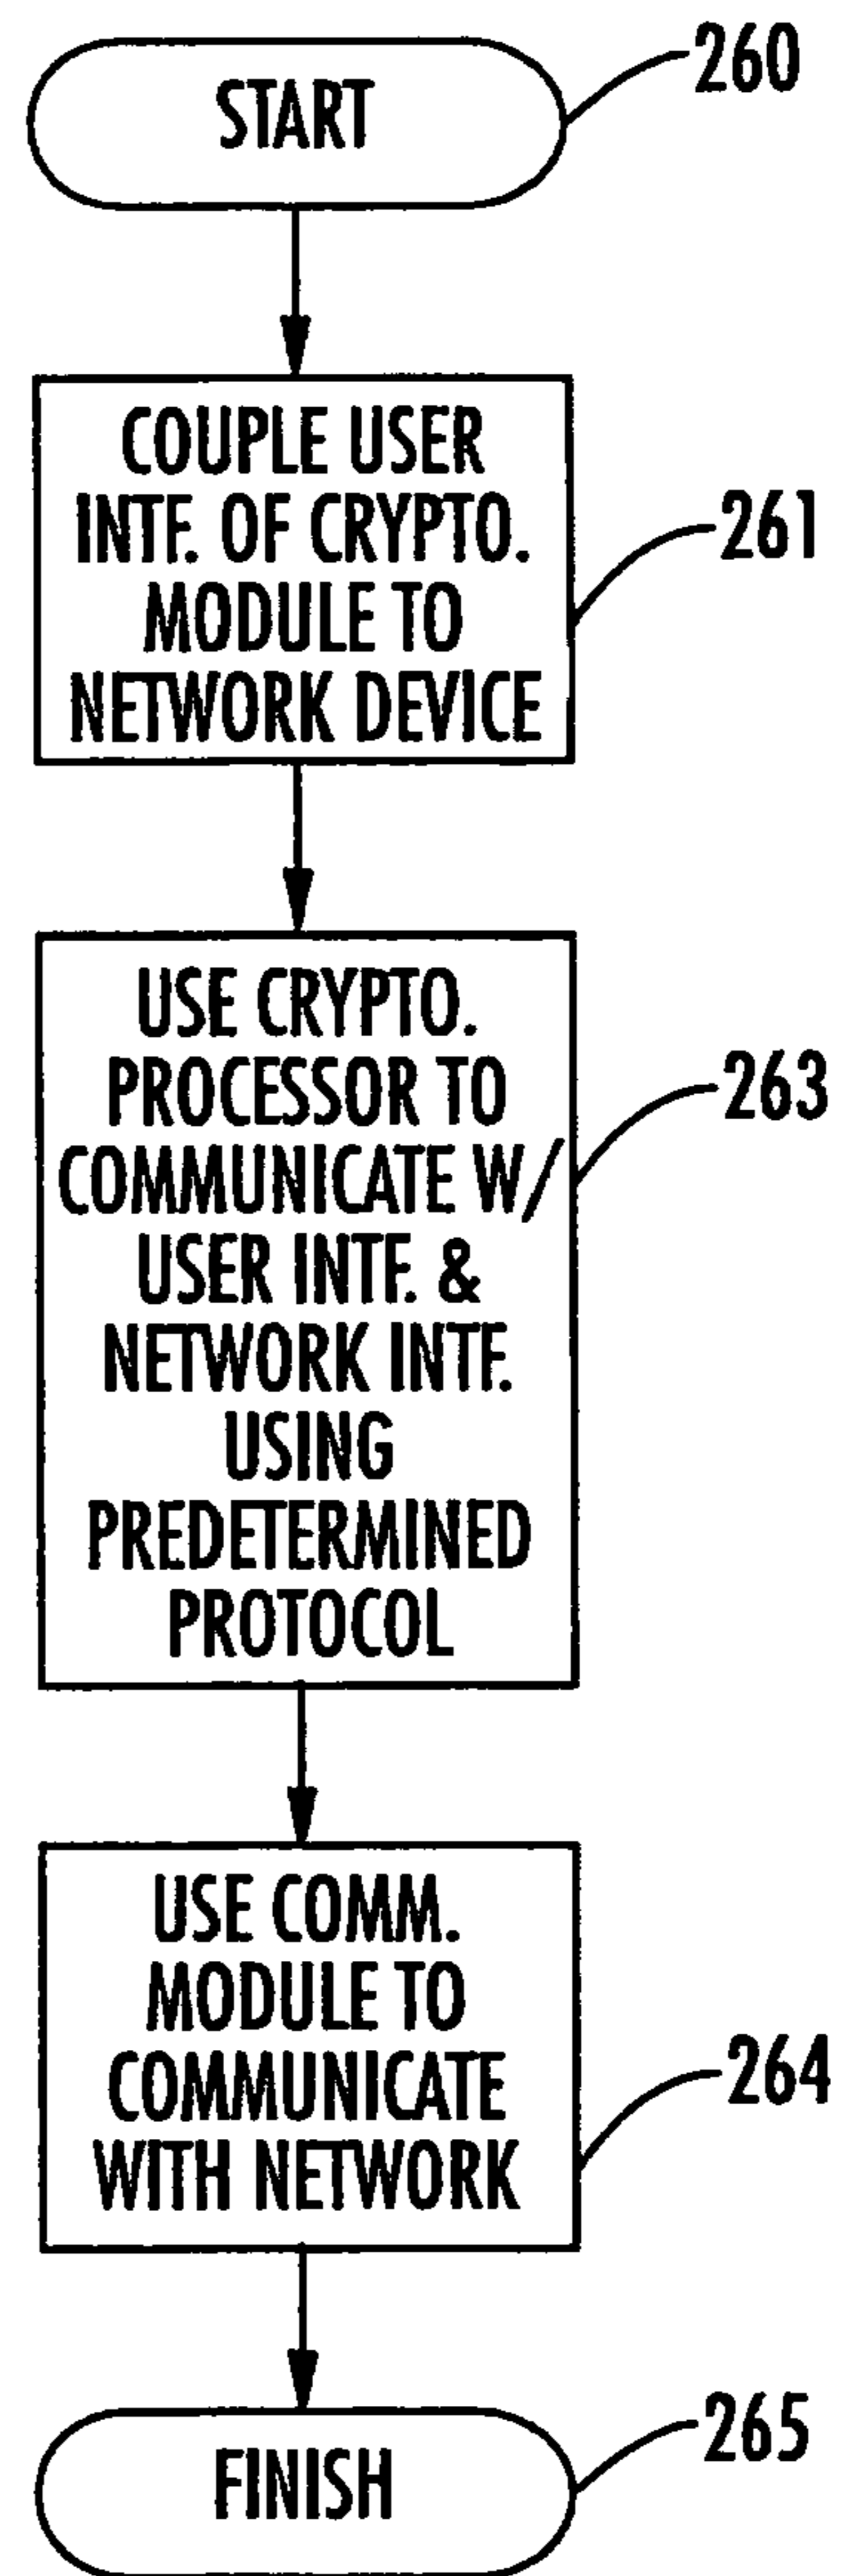 START
260
COUPLE USER
INTF. OF CRYPTO.
MODULE TO
NETWORK DEVICE
261
USE CRYPTO.
PROCESSOR TO
COMMUNICATE W/
USER INTF. &
NETWORK INTF.
USING
PREDETERMINED
PROTOCOL
263
USE COMM.
MODULE TO
COMMUNICATE
WITH NETWORK
264
FINISH
265